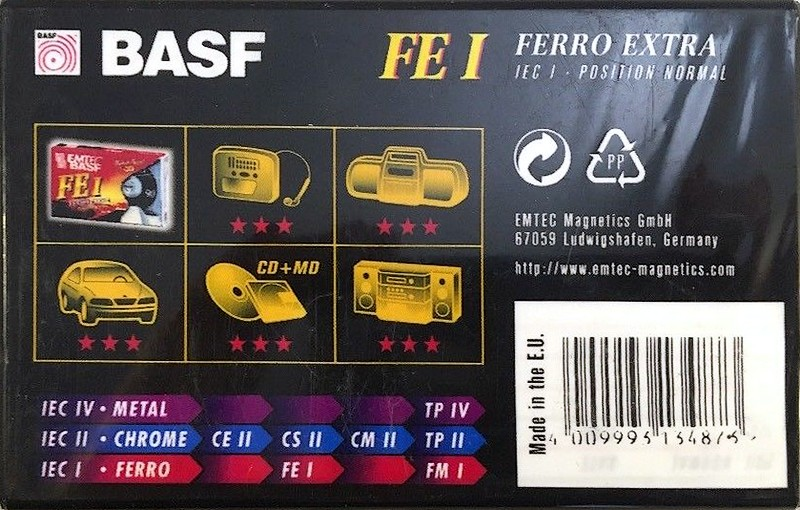 BASF
BASF
FE I
FERRO EXTRA
IEC I · POSITION NORMAL
EMTEC
BASF
FE I
CD+MD
PP
EMTEC Magnetics GmbH
67059 Ludwigshafen, Germany
http://www.emtec-magnetics.com
Made in the E.U.
IEC IV · METAL TP IV
IEC II · CHROME CE II CS II CM II TP II
IEC I · FERRO FE I FM I